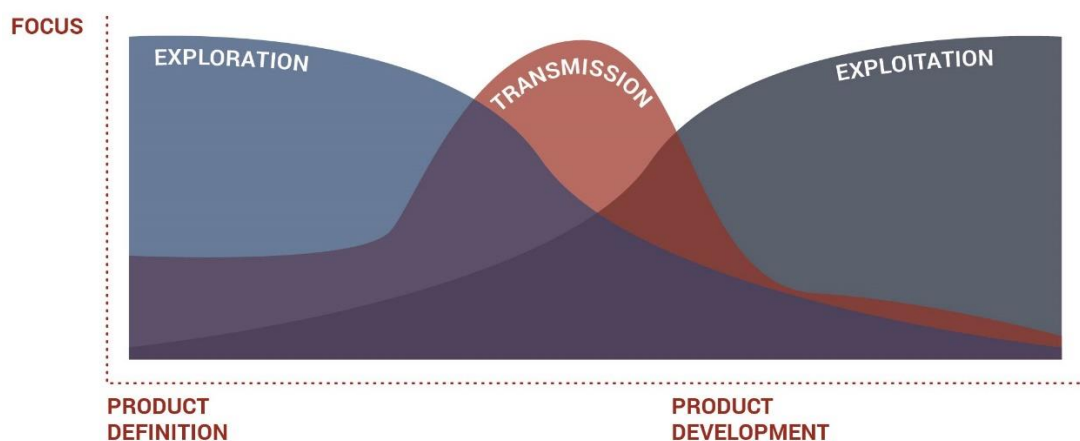 FOCUS
EXPLORATION
TRANSMISSION
EXPLOITATION
PRODUCT
DEFINITION
PRODUCT
DEVELOPMENT